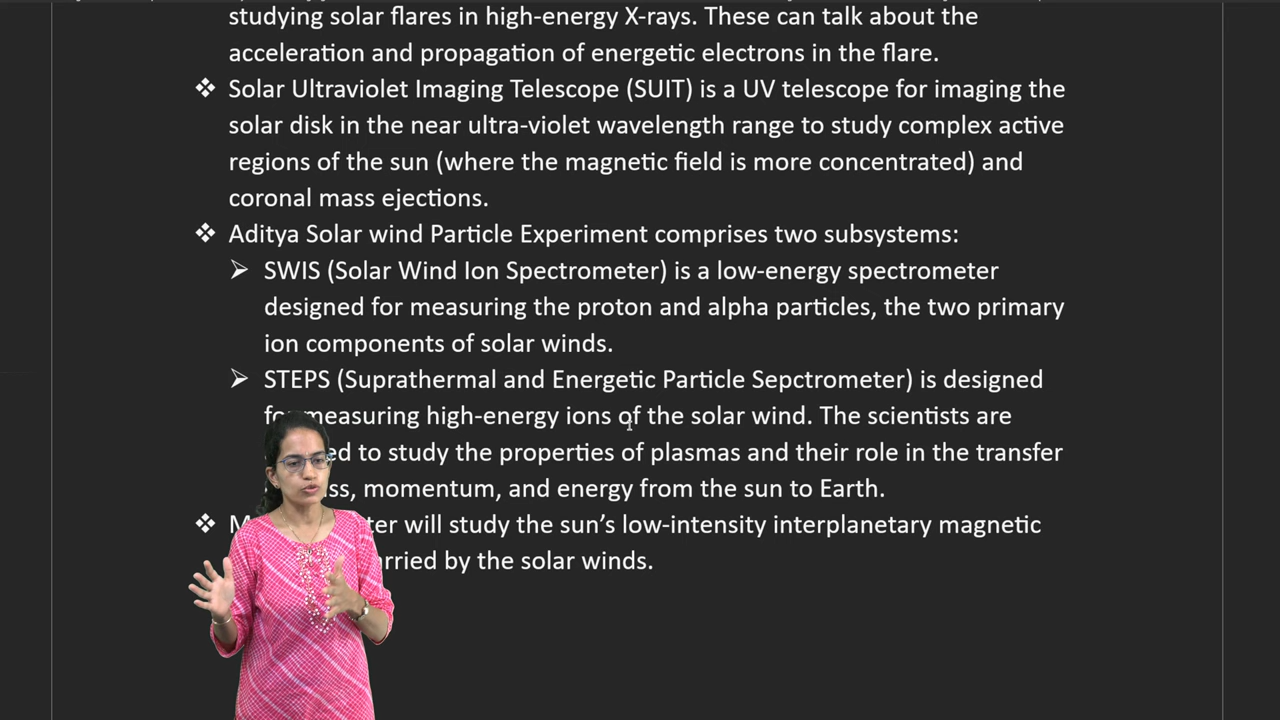 studying solar flares in high-energy X-rays. These can talk about the
acceleration and propagation of energetic electrons in the flare.
❖ Solar Ultraviolet Imaging Telescope (SUIT) is a UV telescope for imaging the
solar disk in the near ultra-violet wavelength range to study complex active
regions of the sun (where the magnetic field is more concentrated) and
coronal mass ejections.
❖ Aditya Solar wind Particle Experiment comprises two subsystems:
➢ SWIS (Solar Wind Ion Spectrometer) is a low-energy spectrometer
designed for measuring the proton and alpha particles, the two primary
ion components of solar winds.
➢ STEPS (Suprathermal and Energetic Particle Sepctrometer) is designed
for measuring high-energy ions of the solar wind. The scientists are
to study the properties of plasmas and their role in the transfer
momentum, and energy from the sun to Earth.
❖ will study the sun's low-intensity interplanetary magnetic
by the solar winds.